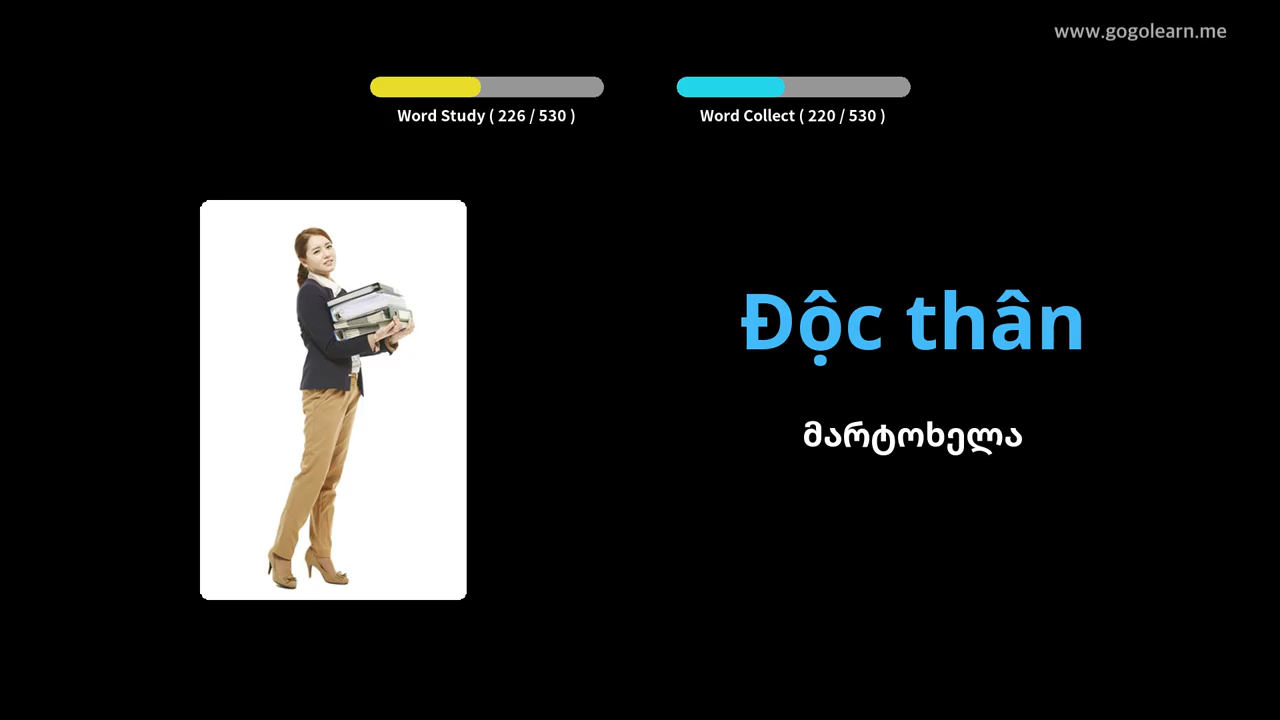 www.gogolearn.me
Word Study ( 226 / 530 )
Word Collect ( 220 / 530 )
Độc thân
მარტოხელა